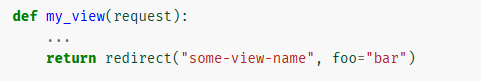 def my_view(request):
    ...
    return redirect("some-view-name", foo="bar")